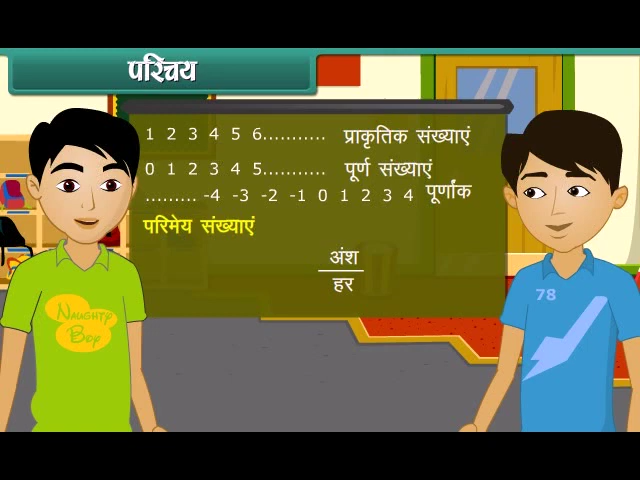 परिचय
1 2 3 4 5 6........... प्राकृतिक संख्याएं
0 1 2 3 4 5........... पूर्ण संख्याएं
......... -4 -3 -2 -1 0 1 2 3 4 पूर्णांक
परिमेय संख्याएं
अंश
हर
NAUGHTY
BOY
78